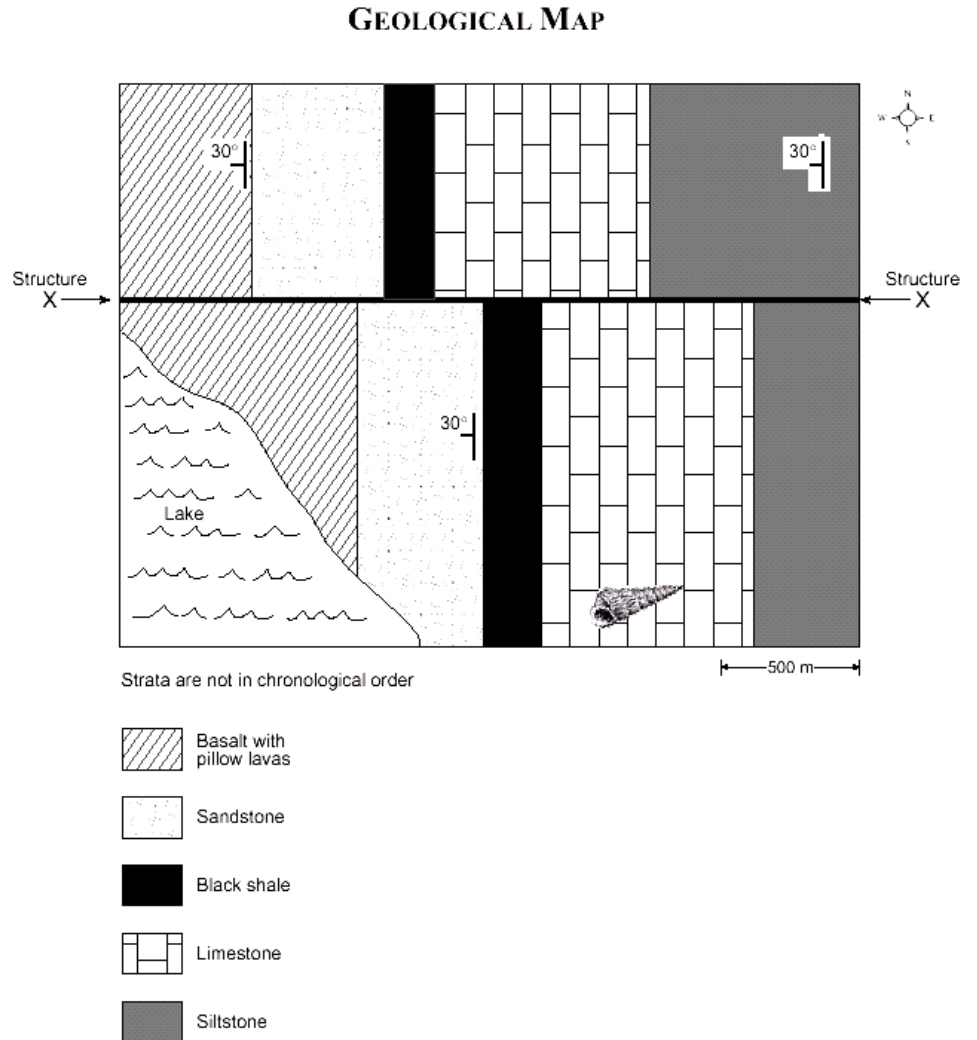 GEOLOGICAL MAP
N
W E
S
30°
30°
Structure
X
Structure
X
30°
Lake
500 m
Strata are not in chronological order
Basalt with
pillow lavas
Sandstone
Black shale
Limestone
Siltstone